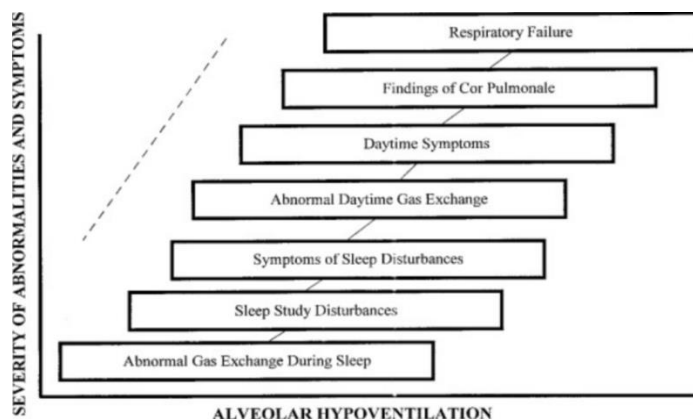 SEVERITY OF ABNORMALITIES AND SYMPTOMS
Respiratory Failure
Findings of Cor Pulmonale
Daytime Symptoms
Abnormal Daytime Gas Exchange
Symptoms of Sleep Disturbances
Sleep Study Disturbances
Abnormal Gas Exchange During Sleep
ALVEOLAR HYPOVENTILATION